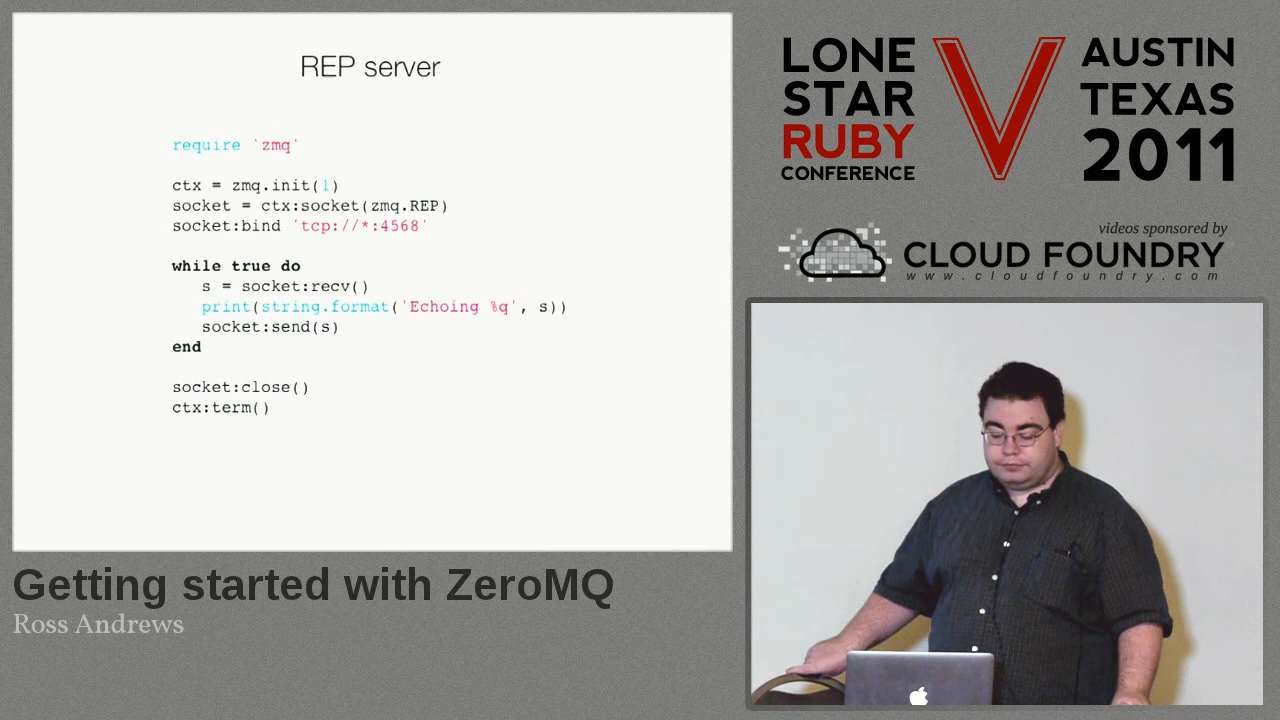 REP server
require 'zmq'
ctx = zmq.init(1)
socket = ctx:socket(zmq.REP)
socket:bind 'tcp://*:4568'
while true do
s = socket:recv()
print(string.format('Echoing %q', s))
socket:send(s)
end
socket:close()
ctx:term()
Getting started with ZeroMQ
Ross Andrews
LONE
STAR
RUBY
CONFERENCE
V
AUSTIN
TEXAS
2011
videos sponsored by
CLOUD FOUNDRY
www.cloudfoundry.com